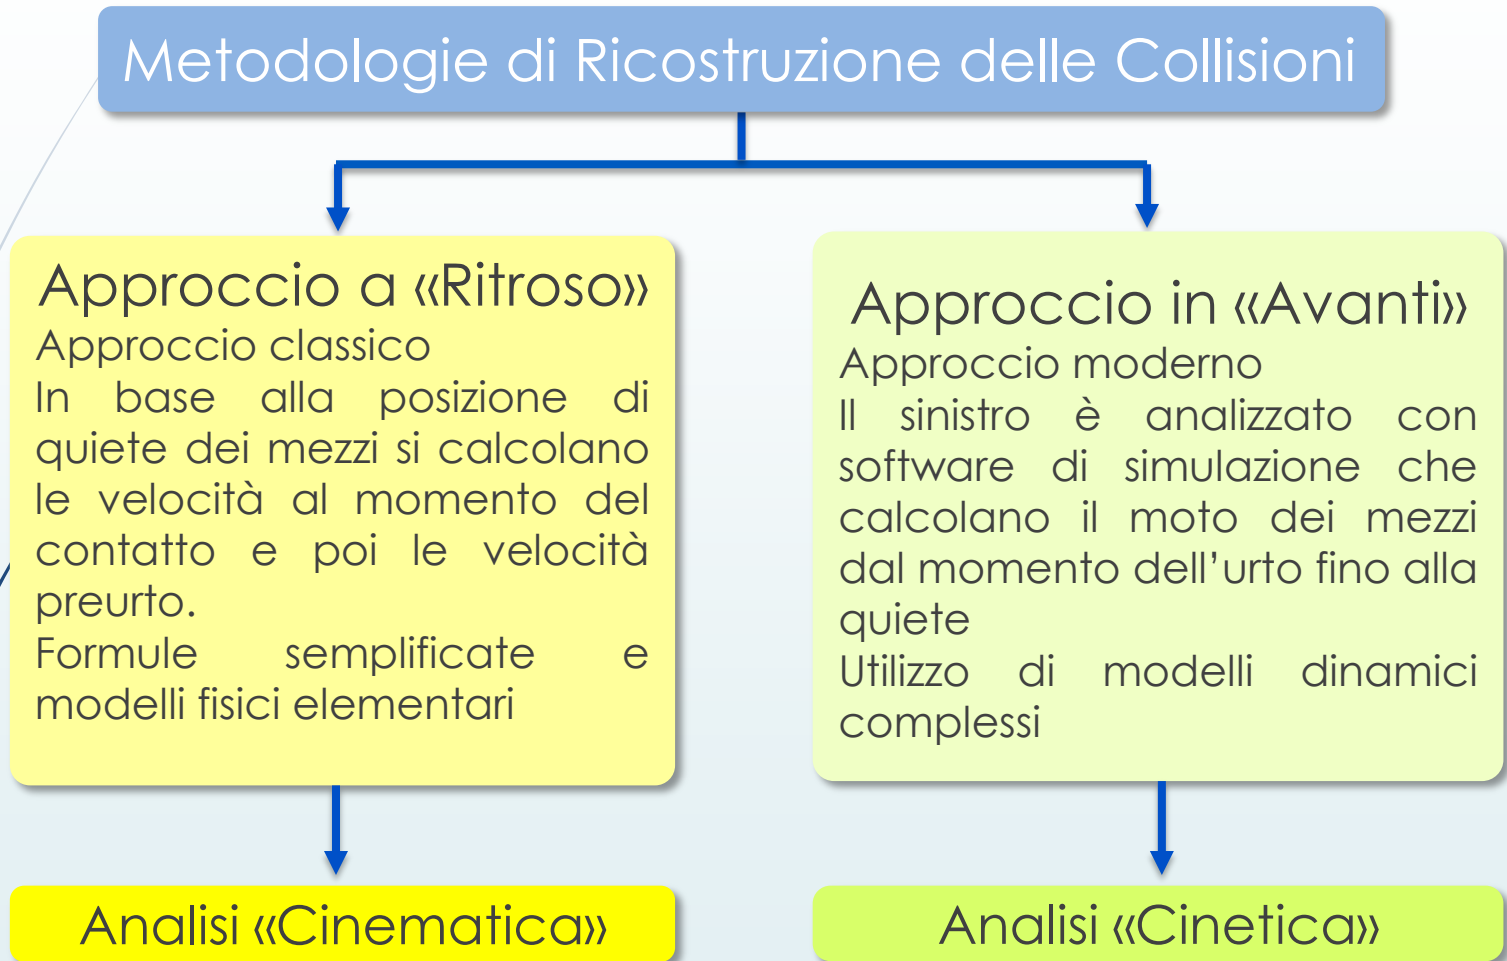 Metodologie di Ricostruzione delle Collisioni
Approccio a «Ritroso»
Approccio classico
In base alla posizione di
quiete dei mezzi si calcolano
le velocità al momento del
contatto e poi le velocità
preurto.
Formule semplificate e
modelli fisici elementari
Approccio in «Avanti»
Approccio moderno
Il sinistro è analizzato con
software di simulazione che
calcolano il moto dei mezzi
dal momento dell’urto fino alla
quiete
Utilizzo di modelli dinamici
complessi
Analisi «Cinematica»
Analisi «Cinetica»